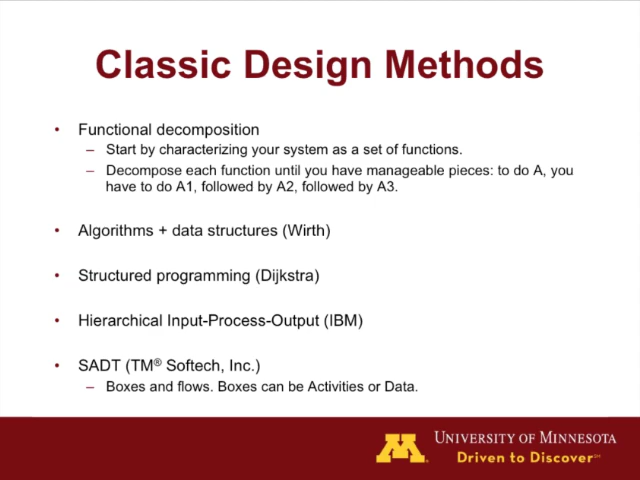 Classic Design Methods
• Functional decomposition
– Start by characterizing your system as a set of functions.
– Decompose each function until you have manageable pieces: to do A, you
have to do A1, followed by A2, followed by A3.
• Algorithms + data structures (Wirth)
• Structured programming (Dijkstra)
• Hierarchical Input-Process-Output (IBM)
• SADT (TM® Softech, Inc.)
– Boxes and flows. Boxes can be Activities or Data.
M
UNIVERSITY OF MINNESOTA
Driven to Discover℠